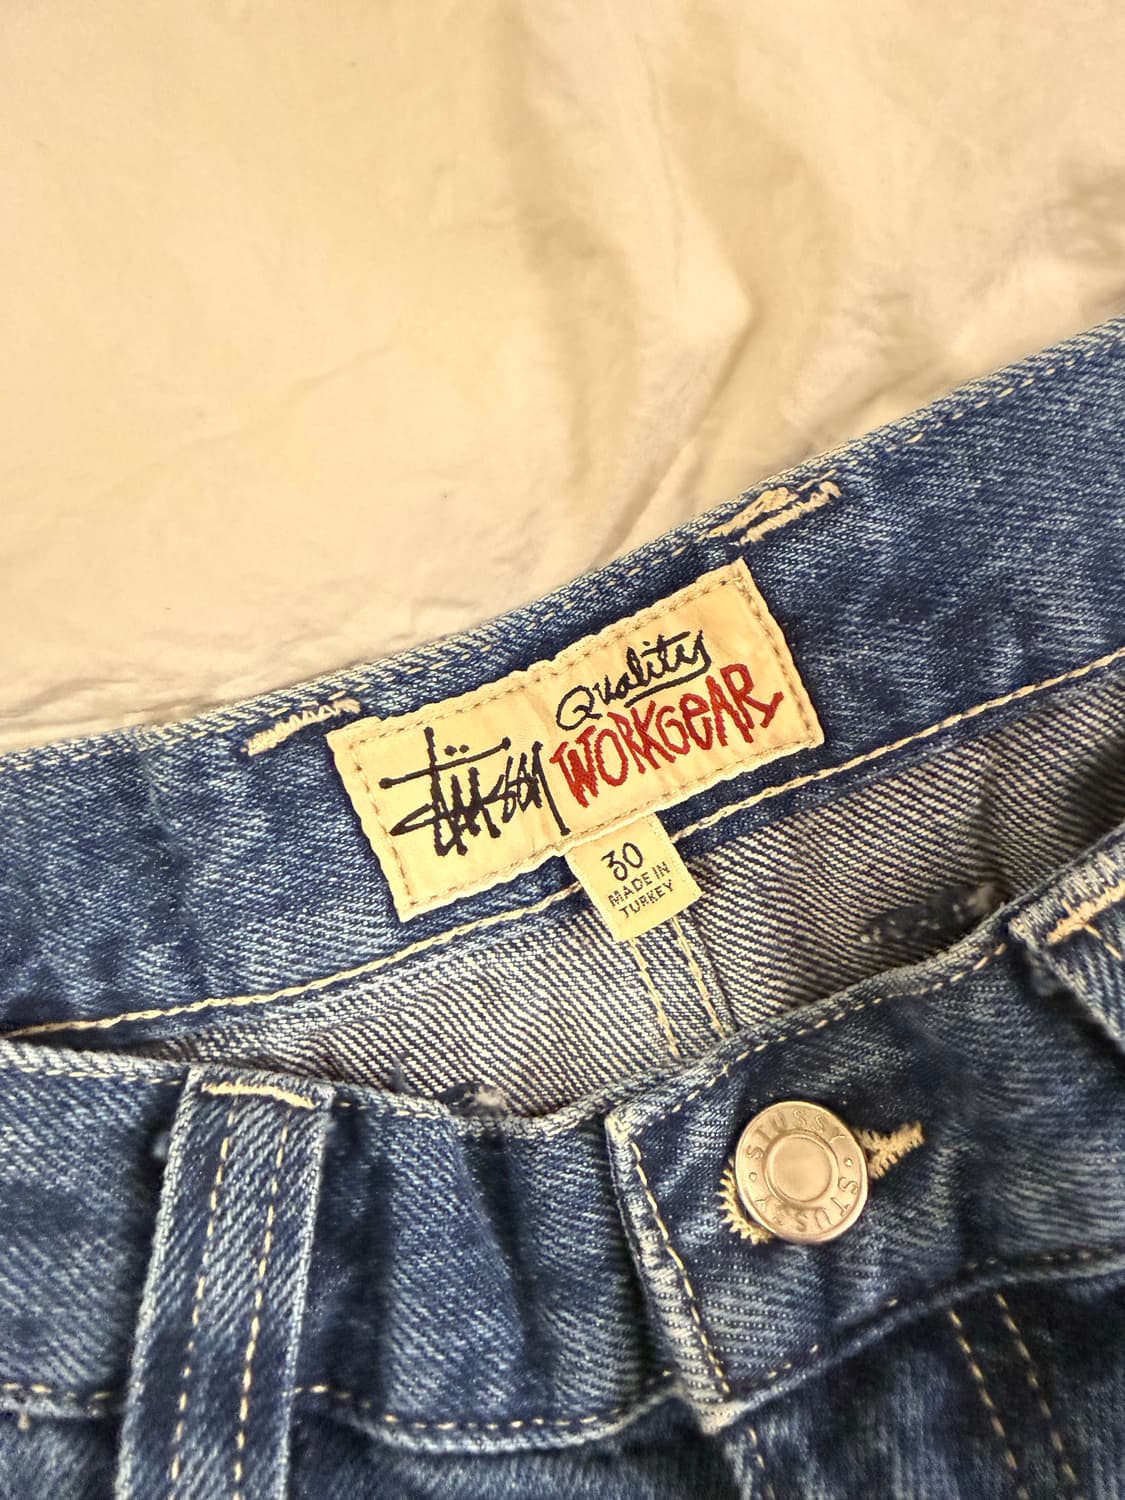 Stüssy
Quality
WORKGEAR
30
MADE IN
TURKEY
STUSSY · STUSSY ·